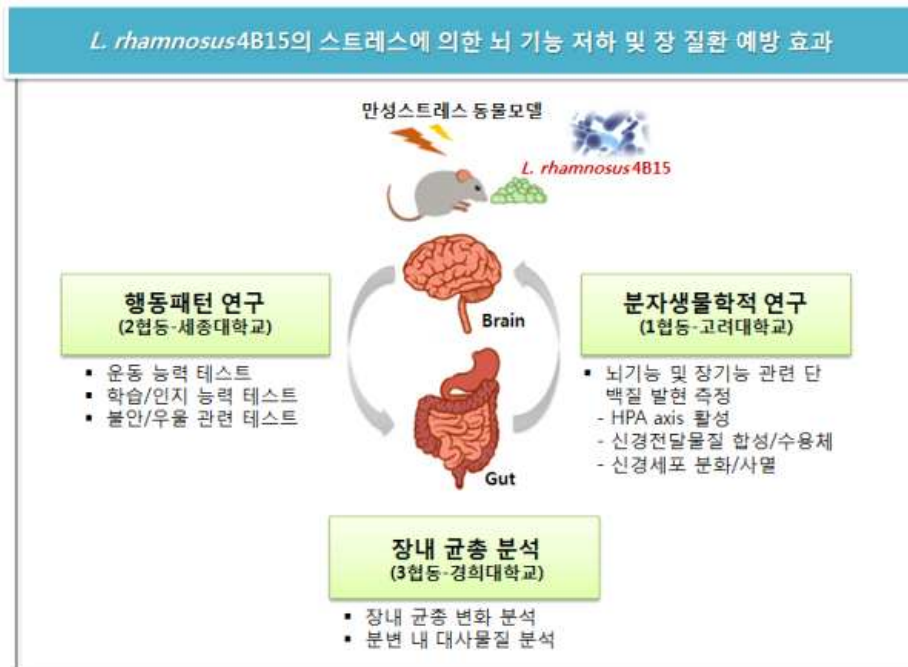 L. rhamnosus 4B15의 스트레스에 의한 뇌 기능 저하 및 장 질환 예방 효과
만성스트레스 동물모델
L. rhamnosus 4B15
Brain
Gut
행동패턴 연구
(2협동-세종대학교)
▪ 운동 능력 테스트
▪ 학습/인지 능력 테스트
▪ 불안/우울 관련 테스트
분자생물학적 연구
(1협동-고려대학교)
▪ 뇌기능 및 장기능 관련 단
백질 발현 측정
- HPA axis 활성
- 신경전달물질 합성/수용체
- 신경세포 분화/사멸
장내 균총 분석
(3협동-경희대학교)
▪ 장내 균총 변화 분석
▪ 분변 내 대사물질 분석